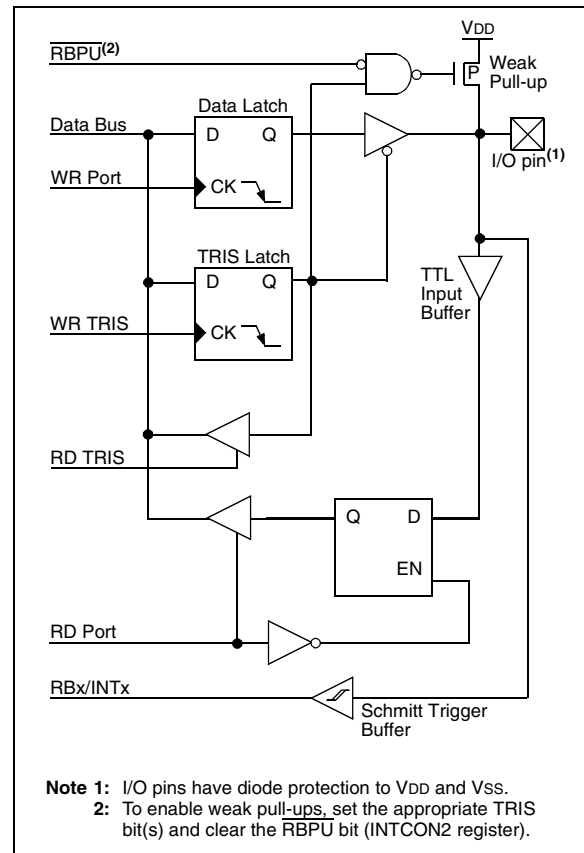 VDD
RBPU(2)
P
Weak
Pull-up
Data Latch
Data Bus
D Q
I/O pin(1)
WR Port
CK
TRIS Latch
D Q
TTL
Input
Buffer
WR TRIS
CK
RD TRIS
Q D
EN
RD Port
RBx/INTx
Schmitt Trigger
Buffer
Note 1: I/O pins have diode protection to VDD and VSS.
2: To enable weak pull-ups, set the appropriate TRIS
bit(s) and clear the RBPU bit (INTCON2 register).